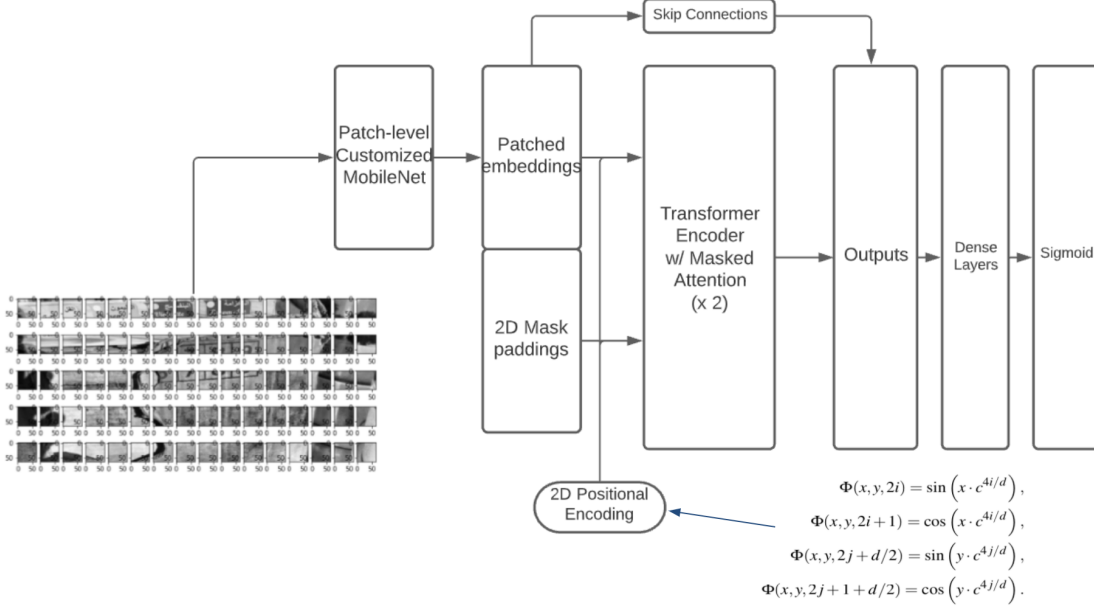 Skip Connections
Patch-level
Customized
MobileNet
Patched
embeddings
2D Mask
paddings
Transformer
Encoder
w/ Masked
Attention
(x 2)
Outputs
Dense
Layers
Sigmoid
2D Positional
Encoding
Φ(x,y,2i) = sin (x · c^{4i/d}),
Φ(x,y,2i+1) = cos (x · c^{4i/d}),
Φ(x,y,2j+d/2) = sin (y · c^{4j/d}),
Φ(x,y,2j+1+d/2) = cos (y · c^{4j/d}).